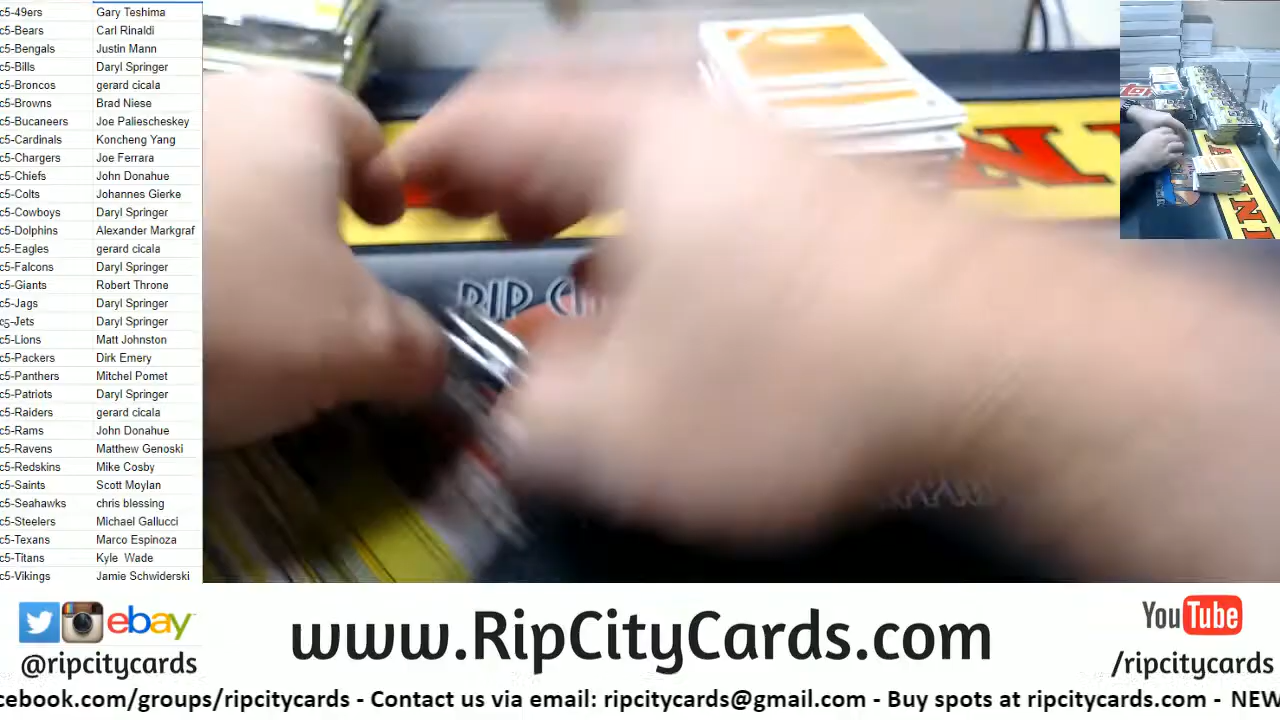 c5-49ers Gary Teshima
c5-Bears Carl Rinaldi
c5-Bengals Justin Mann
c5-Bills Daryl Springer
c5-Broncos gerard cicala
c5-Browns Brad Niese
c5-Bucaneers Joe Paliescheskey
c5-Cardinals Koncheng Yang
c5-Chargers Joe Ferrara
c5-Chiefs John Donahue
c5-Colts Johannes Gierke
c5-Cowboys Daryl Springer
c5-Dolphins Alexander Markgraf
c5-Eagles gerard cicala
c5-Falcons Daryl Springer
c5-Giants Robert Throne
c5-Jags Daryl Springer
c5-Jets Daryl Springer
c5-Lions Matt Johnston
c5-Packers Dirk Emery
c5-Panthers Mitchel Pomet
c5-Patriots Daryl Springer
c5-Raiders gerard cicala
c5-Rams John Donahue
c5-Ravens Matthew Genoski
c5-Redskins Mike Cosby
c5-Saints Scott Moylan
c5-Seahawks chris blessing
c5-Steelers Michael Gallucci
c5-Texans Marco Espinoza
c5-Titans Kyle Wade
c5-Vikings Jamie Schwiderski
RIP
ebay
@ripcitycards
www.RipCityCards.com
YouTube
/ripcitycards
cebook.com/groups/ripcitycards - Contact us via email: ripcitycards@gmail.com - Buy spots at ripcitycards.com - NEW